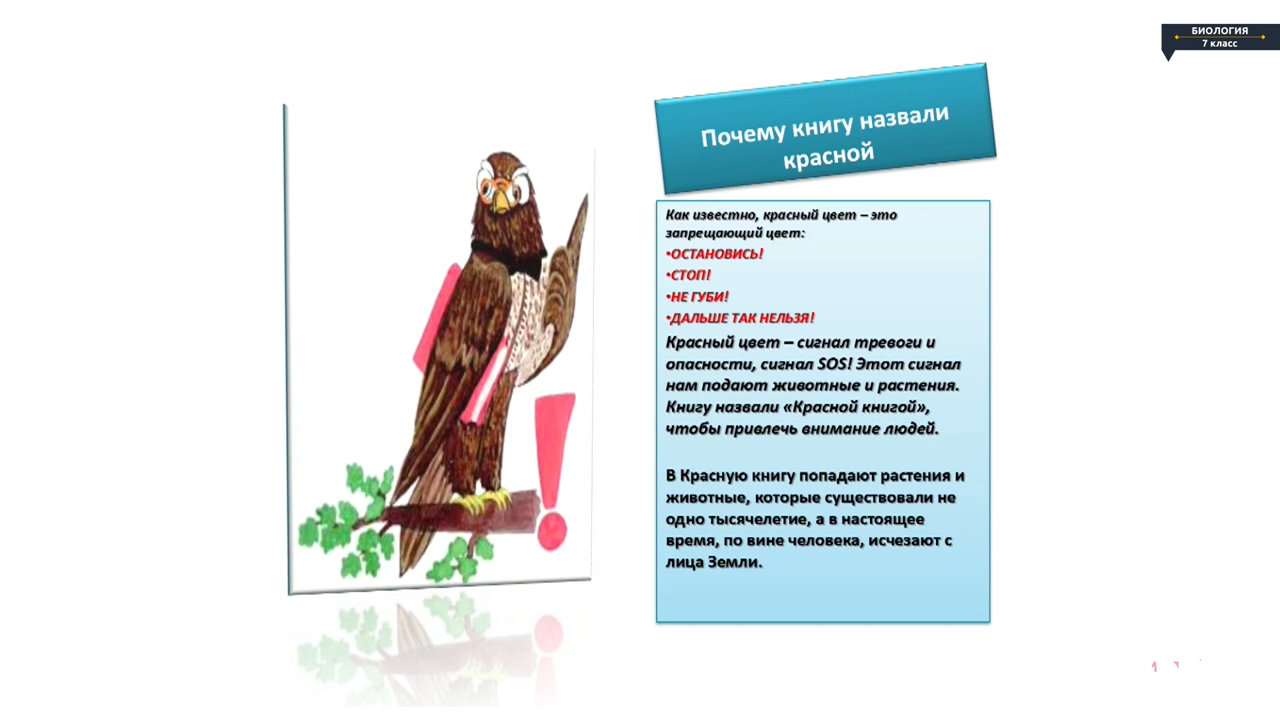 БИОЛОГИЯ
7 класс
Почему книгу назвали
красной
Как известно, красный цвет – это
запрещающий цвет:
•ОСТАНОВИСЬ!
•СТОП!
•НЕ ГУБИ!
•ДАЛЬШЕ ТАК НЕЛЬЗЯ!
Красный цвет – сигнал тревоги и
опасности, сигнал SOS! Этот сигнал
нам подают животные и растения.
Книгу назвали «Красной книгой»,
чтобы привлечь внимание людей.
В Красную книгу попадают растения и
животные, которые существовали не
одно тысячелетие, а в настоящее
время, по вине человека, исчезают с
лица Земли.